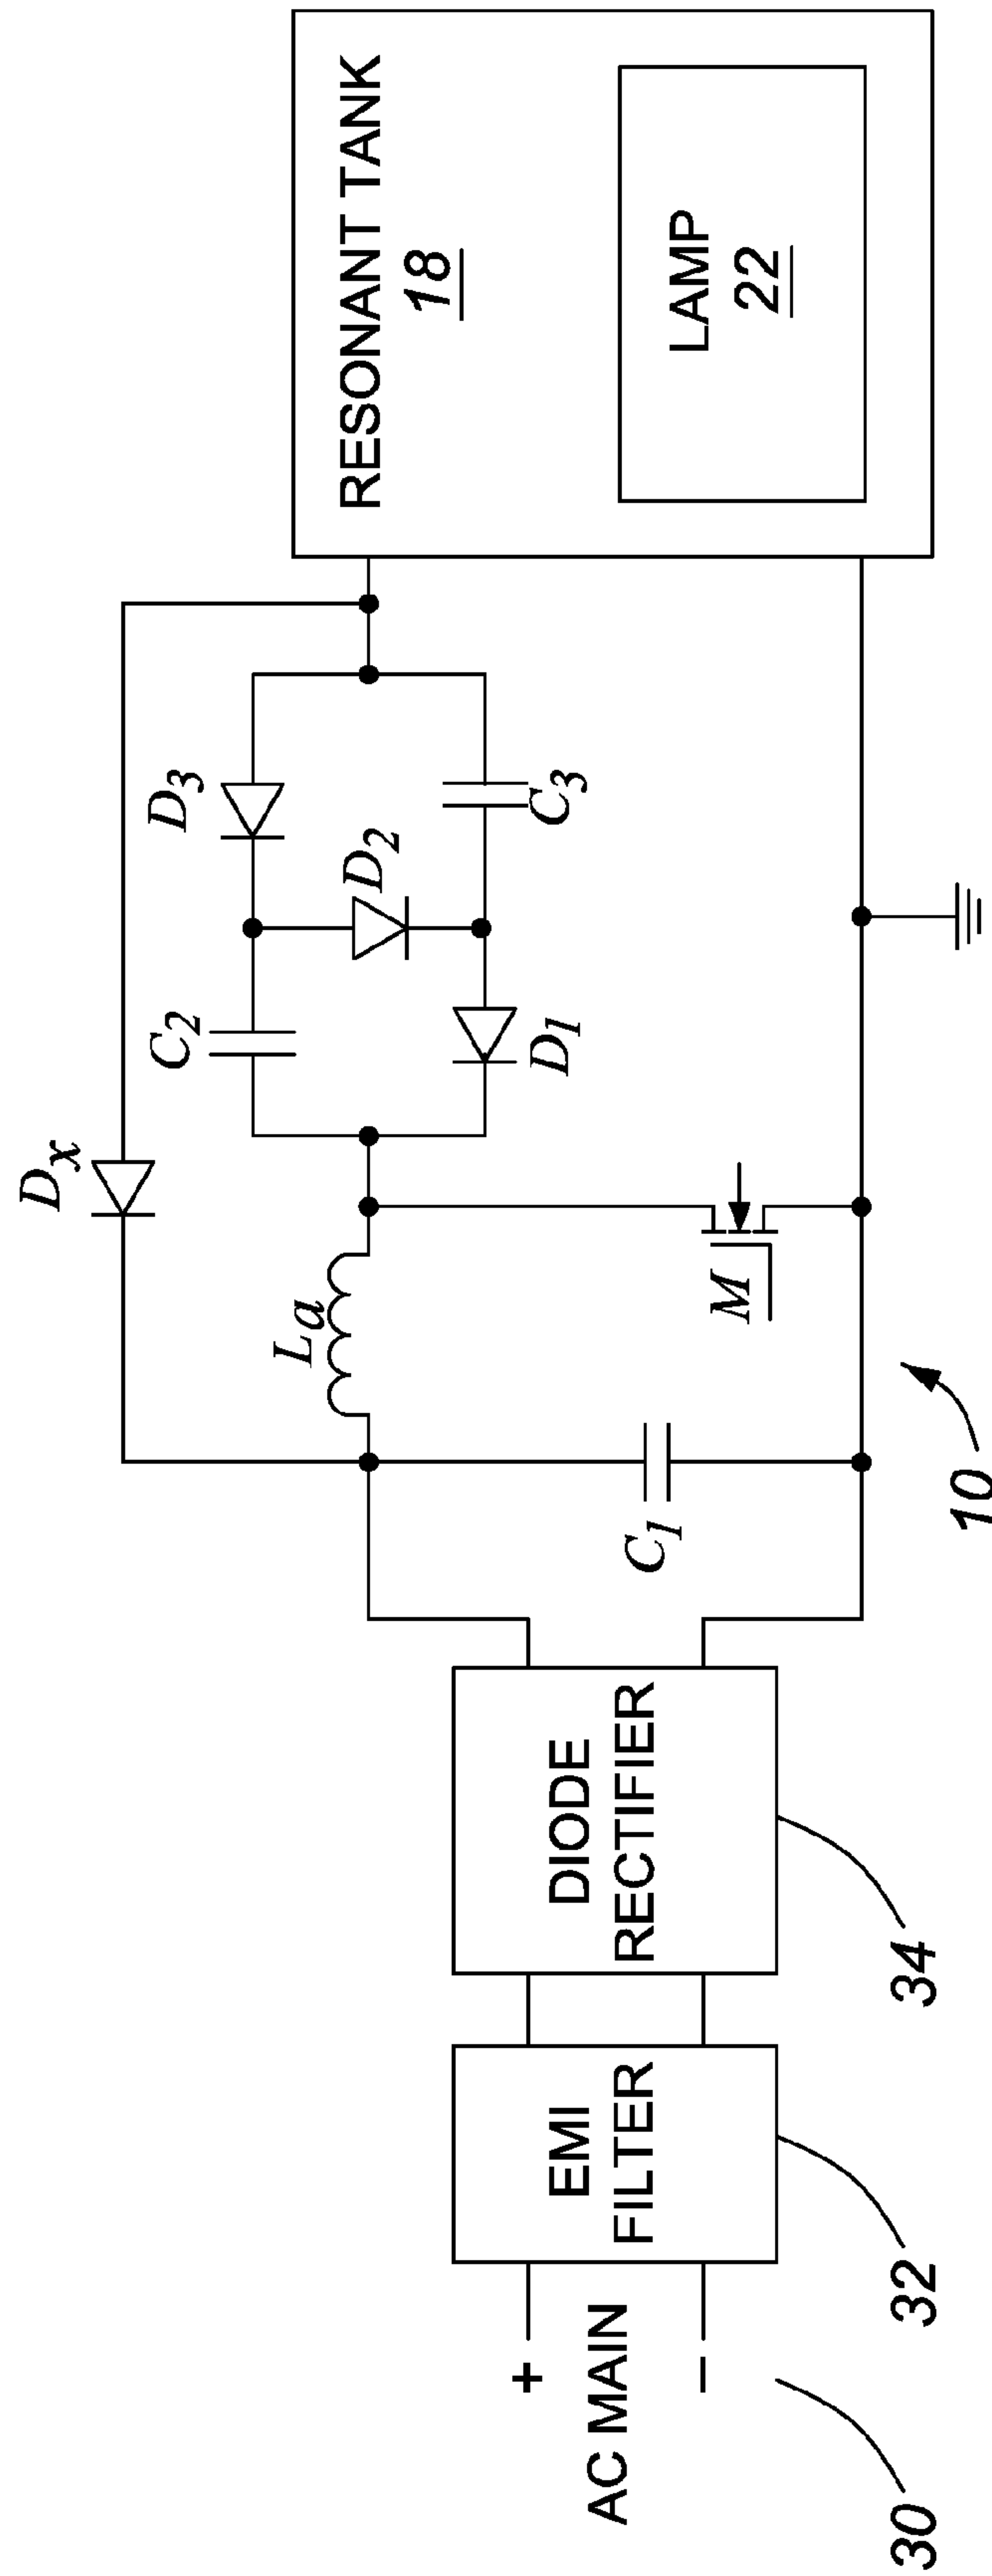 AC MAIN
+
−
30
EMI
FILTER
32
DIODE
RECTIFIER
34
C1
La
M
10
Dx
C2
D1
D2
D3
C3
RESONANT TANK
18
LAMP
22